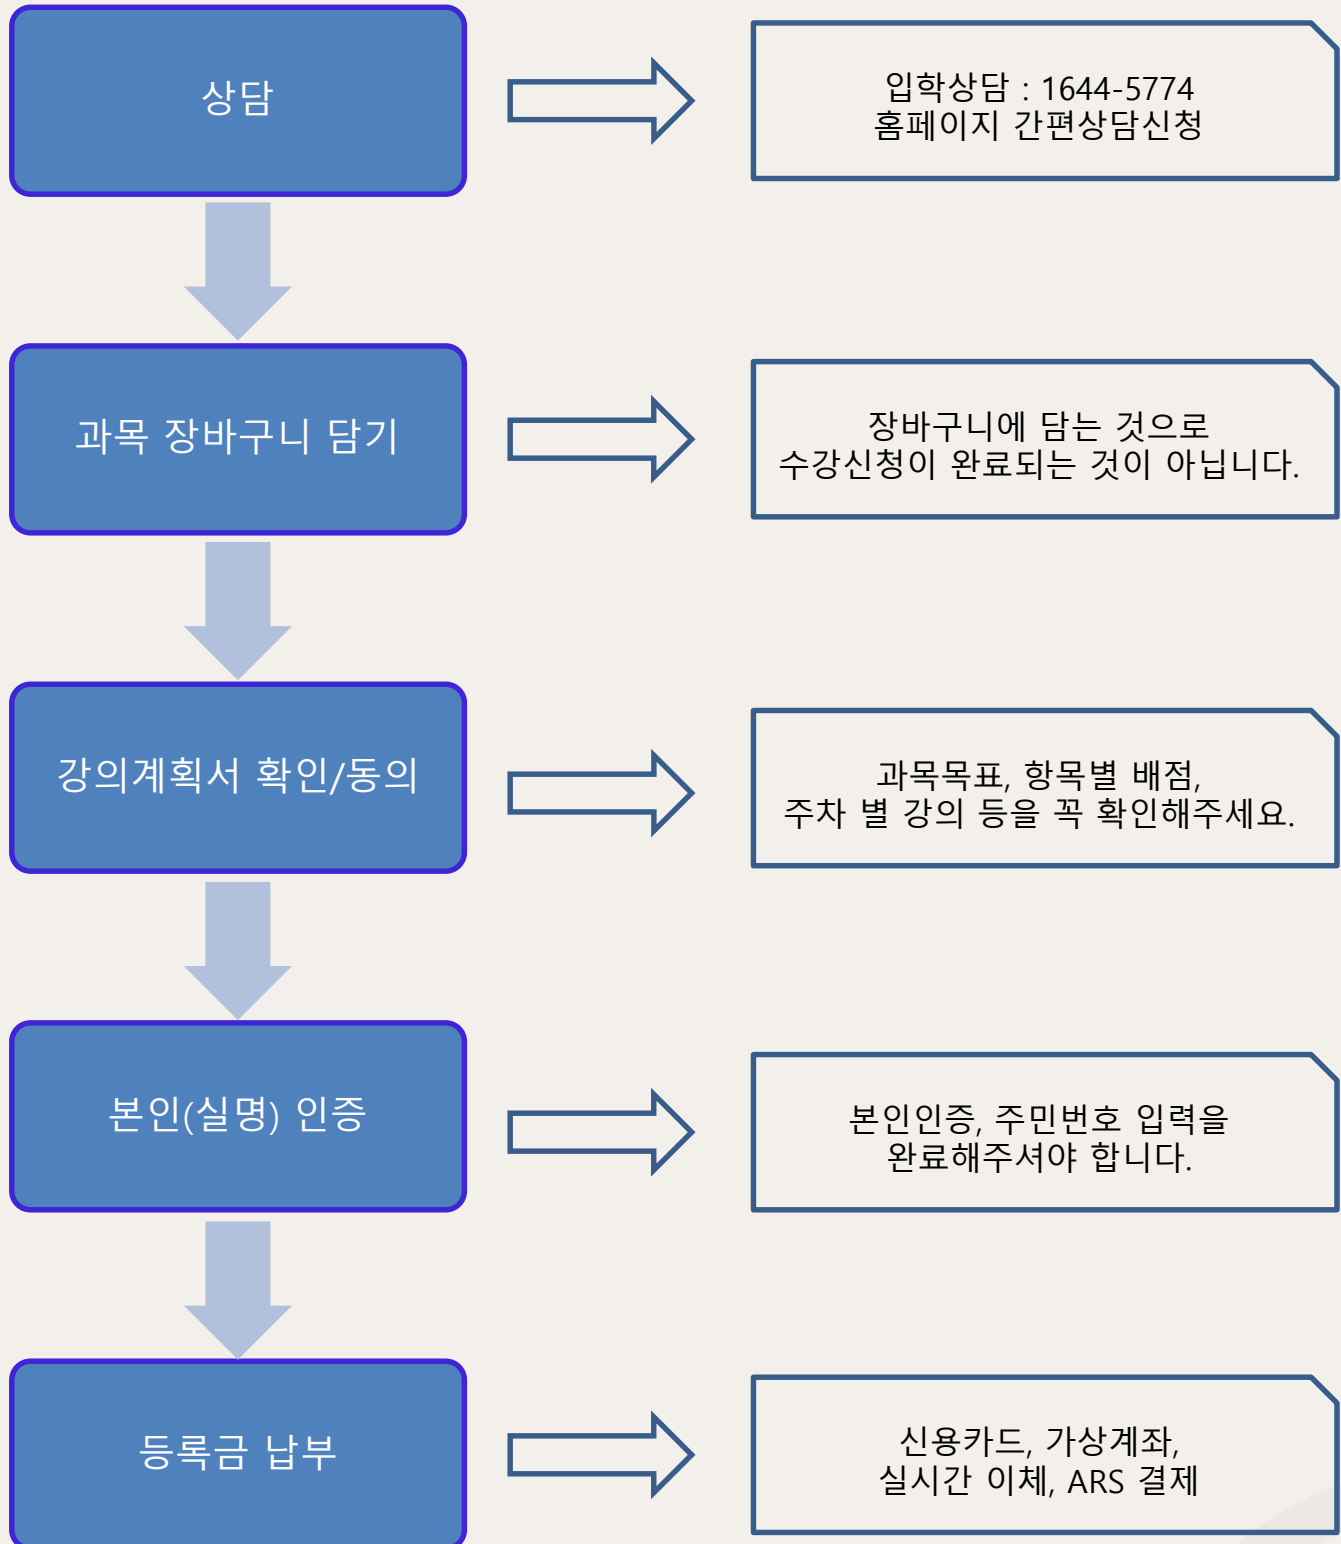 상담
입학상담 : 1644-5774
홈페이지 간편상담신청
과목 장바구니 담기
장바구니에 담는 것으로
수강신청이 완료되는 것이 아닙니다.
강의계획서 확인/동의
과목목표, 항목별 배점,
주차 별 강의 등을 꼭 확인해주세요.
본인(실명) 인증
본인인증, 주민번호 입력을
완료해주셔야 합니다.
등록금 납부
신용카드, 가상계좌,
실시간 이체, ARS 결제